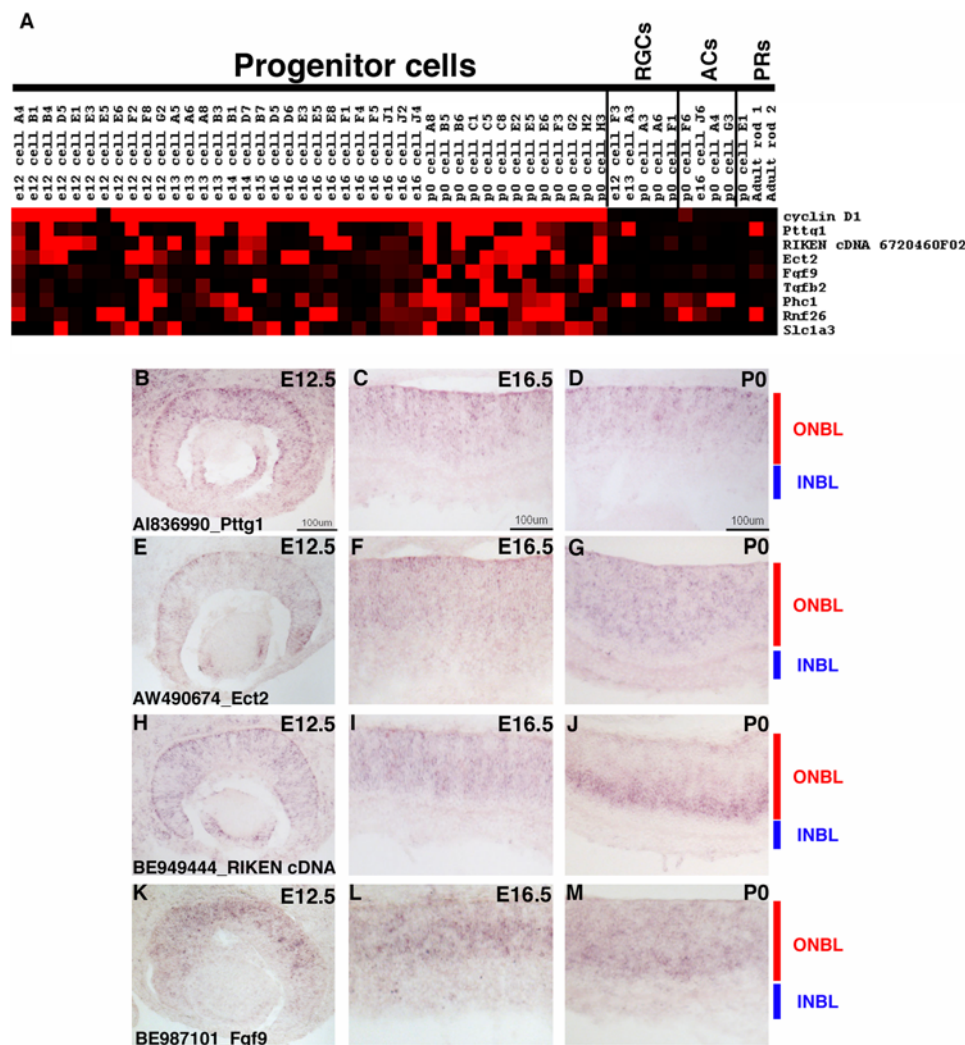 A
Progenitor cells
RGCs
ACs
PRs
e12 cell A4
e12 cell B1
e12 cell B4
e12 cell D5
e12 cell E1
e12 cell E3
e12 cell E5
e12 cell E6
e12 cell F2
e12 cell F8
e12 cell G2
e13 cell A5
e13 cell A6
e13 cell A8
e13 cell B3
e14 cell B1
e14 cell D7
e15 cell B7
e16 cell D5
e16 cell D6
e16 cell E3
e16 cell E5
e16 cell E8
e16 cell F1
e16 cell F4
e16 cell F5
e16 cell J1
e16 cell J2
e16 cell J4
p0 cell A8
p0 cell B5
p0 cell B6
p0 cell C1
p0 cell C5
p0 cell C8
p0 cell E2
p0 cell E5
p0 cell E6
p0 cell F3
p0 cell G2
p0 cell H2
p0 cell H3
e12 cell F3
e13 cell A3
p0 cell A3
p0 cell A6
p0 cell F1
p0 cell F6
e16 cell J6
p0 cell A4
p0 cell G3
p0 cell E1
Adult rod 1
Adult rod 2
cyclin D1
Pttg1
RIKEN cDNA 6720460F02
Ect2
Fgf9
Tgfb2
Phc1
Rnf26
Slc1a3
B E12.5
AI836990_Pttg1 100um
C E16.5
100um
D P0
100um
ONBL
INBL
E E12.5
AW490674_Ect2
F E16.5
G P0
ONBL
INBL
H E12.5
BE949444_RIKEN cDNA
I E16.5
J P0
ONBL
INBL
K E12.5
BE987101_Fgf9
L E16.5
M P0
ONBL
INBL